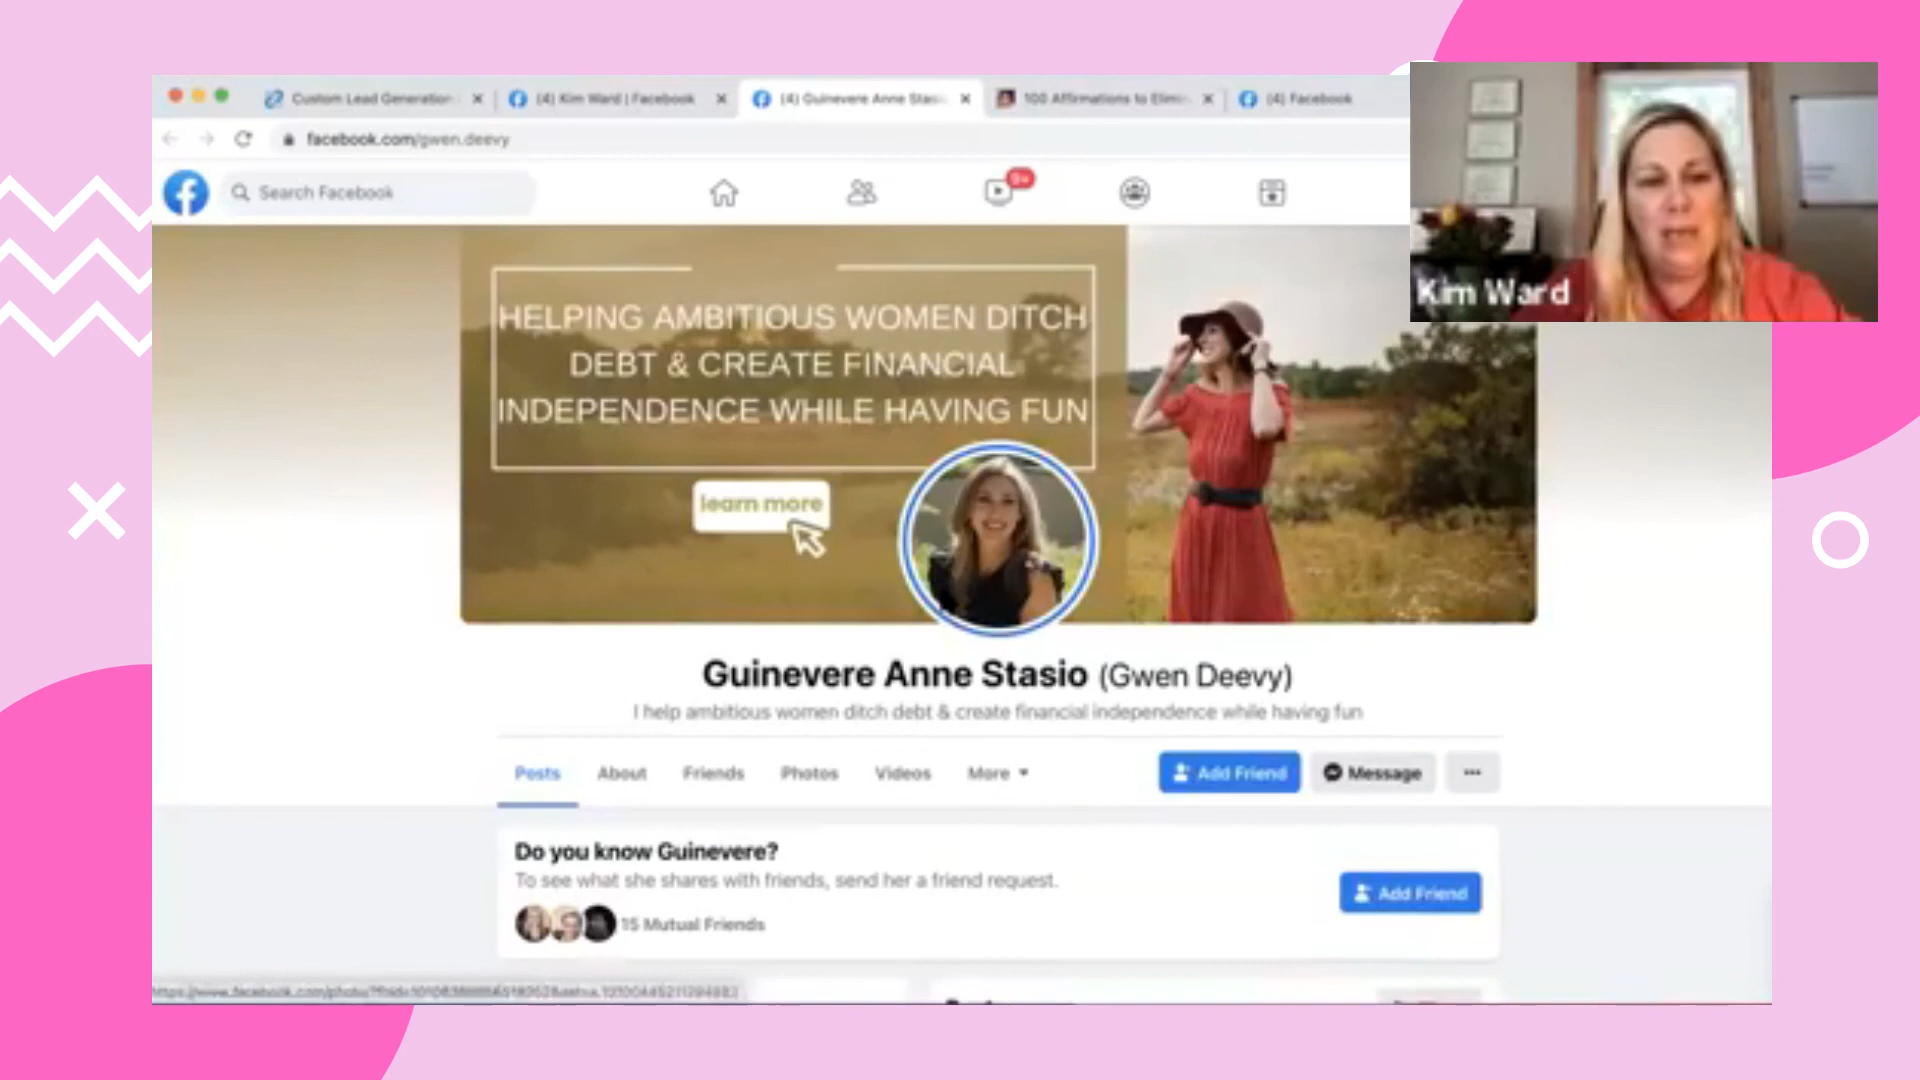 Custom Lead Generation
(4) Kim Ward | Facebook
(4) Guinevere Anne Stasi
100 Affirmations to Elimin
(4) Facebook
facebook.com/gwen.deevy
Search Facebook
9+
Kim Ward
HELPING AMBITIOUS WOMEN DITCH
DEBT & CREATE FINANCIAL
INDEPENDENCE WHILE HAVING FUN
learn more
Guinevere Anne Stasio (Gwen Deevy)
I help ambitious women ditch debt & create financial independence while having fun
Posts About Friends Photos Videos More
Add Friend Message ...
Do you know Guinevere?
To see what she shares with friends, send her a friend request.
Add Friend
15 Mutual Friends